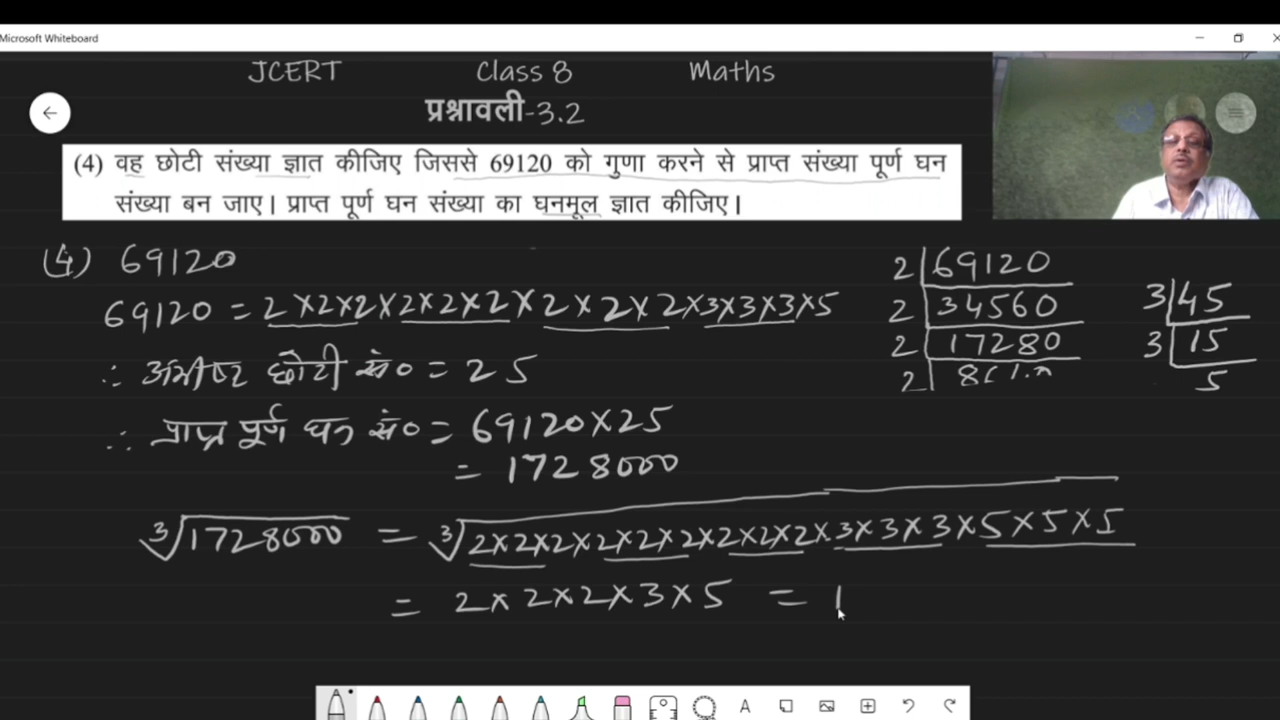 Microsoft Whiteboard
JCERT Class 8 Maths
प्रश्नावली-3.2
(4) वह छोटी संख्या ज्ञात कीजिए जिससे 69120 को गुणा करने से प्राप्त संख्या पूर्ण घन
संख्या बन जाए। प्राप्त पूर्ण घन संख्या का घनमूल ज्ञात कीजिए।
(4) 69120
69120 = 2×2×2×2×2×2×2×2×2×3×3×3×5
∴ अभीष्ट छोटी सं० = 25
∴ प्राप्त पूर्ण घन सं० = 69120×25
= 1728000
∛1728000 = ∛2×2×2×2×2×2×2×2×2×3×3×3×5×5×5
= 2×2×2×3×5 = 1
2 69120
2 34560
2 17280
2
3 45
3 15
5
A